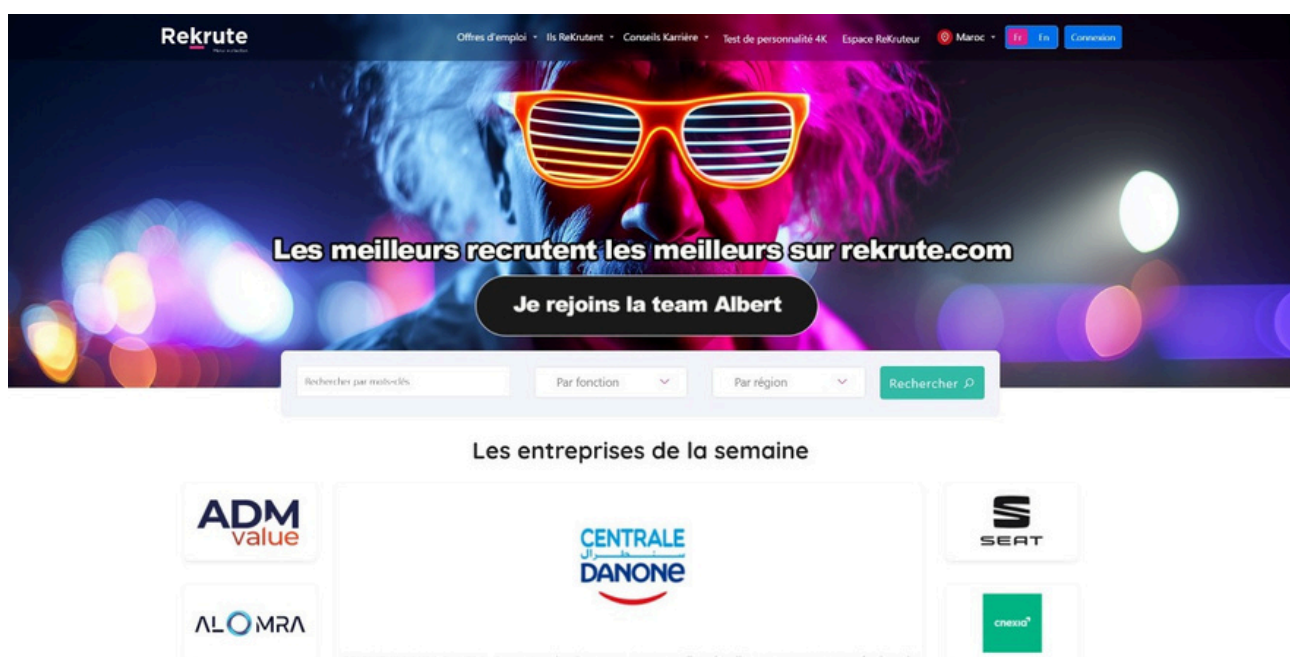 Rekrute
Offres d'emploi
Ils ReKrutent
Conseils Karrière
Test de personnalité 4K
Espace ReKruteur
Maroc
Fr
En
Connexion
Les meilleurs recrutent les meilleurs sur rekrute.com
Je rejoins la team Albert
Rechercher par mots-clés
Par fonction
Par région
Rechercher
Les entreprises de la semaine
ADM
value
CENTRALE
سنطرال
DANONE
SEAT
ALOMRA
cnexia